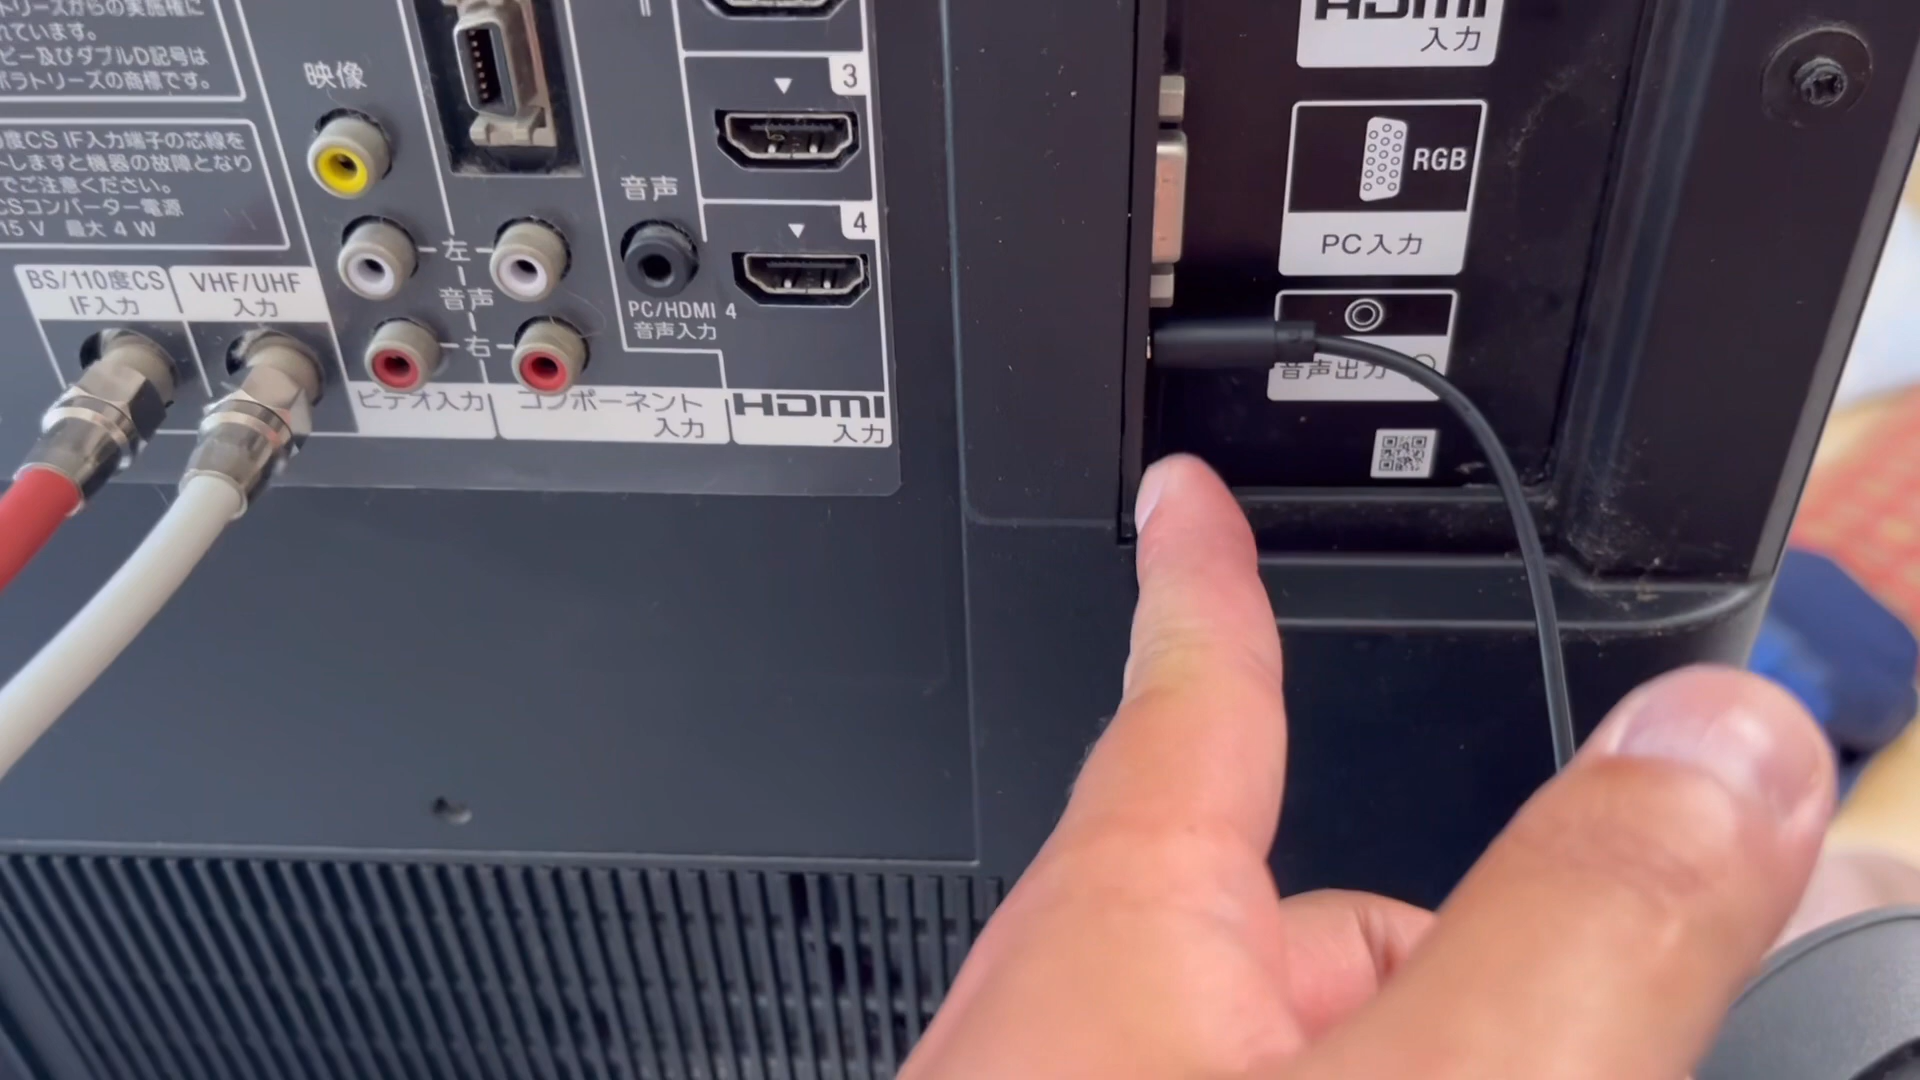 トリーズからの実施権に
れています。
ビー及びダブルD記号は
ボラトリーズの商標です。
度CS IF入力端子の芯線を
トしますと機器の故障となり
でご注意ください。
CSコンバーター電源
15 V 最大 4 W
BS/110度CS
IF入力
VHF/UHF
入力
映像
左
音声
右
ビデオ入力
コンポーネント
入力
音声
PC/HDMI 4
音声入力
3
4
HDMI
入力
HDMI
入力
RGB
PC入力
音声出力